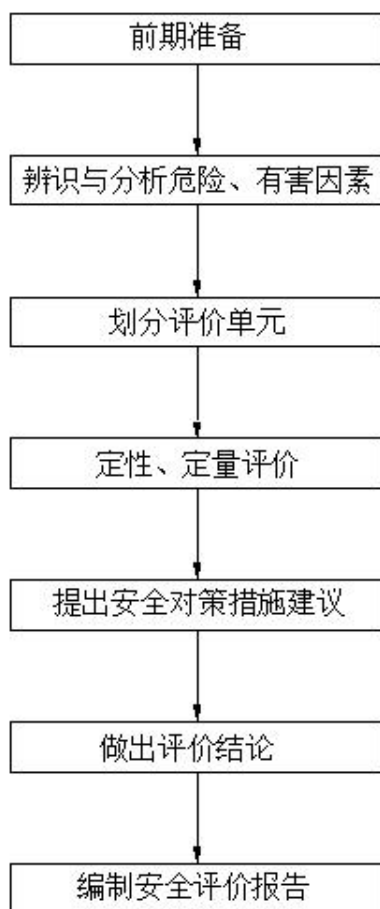 前期准备
辨识与分析危险、有害因素
划分评价单元
定性、定量评价
提出安全对策措施建议
做出评价结论
编制安全评价报告